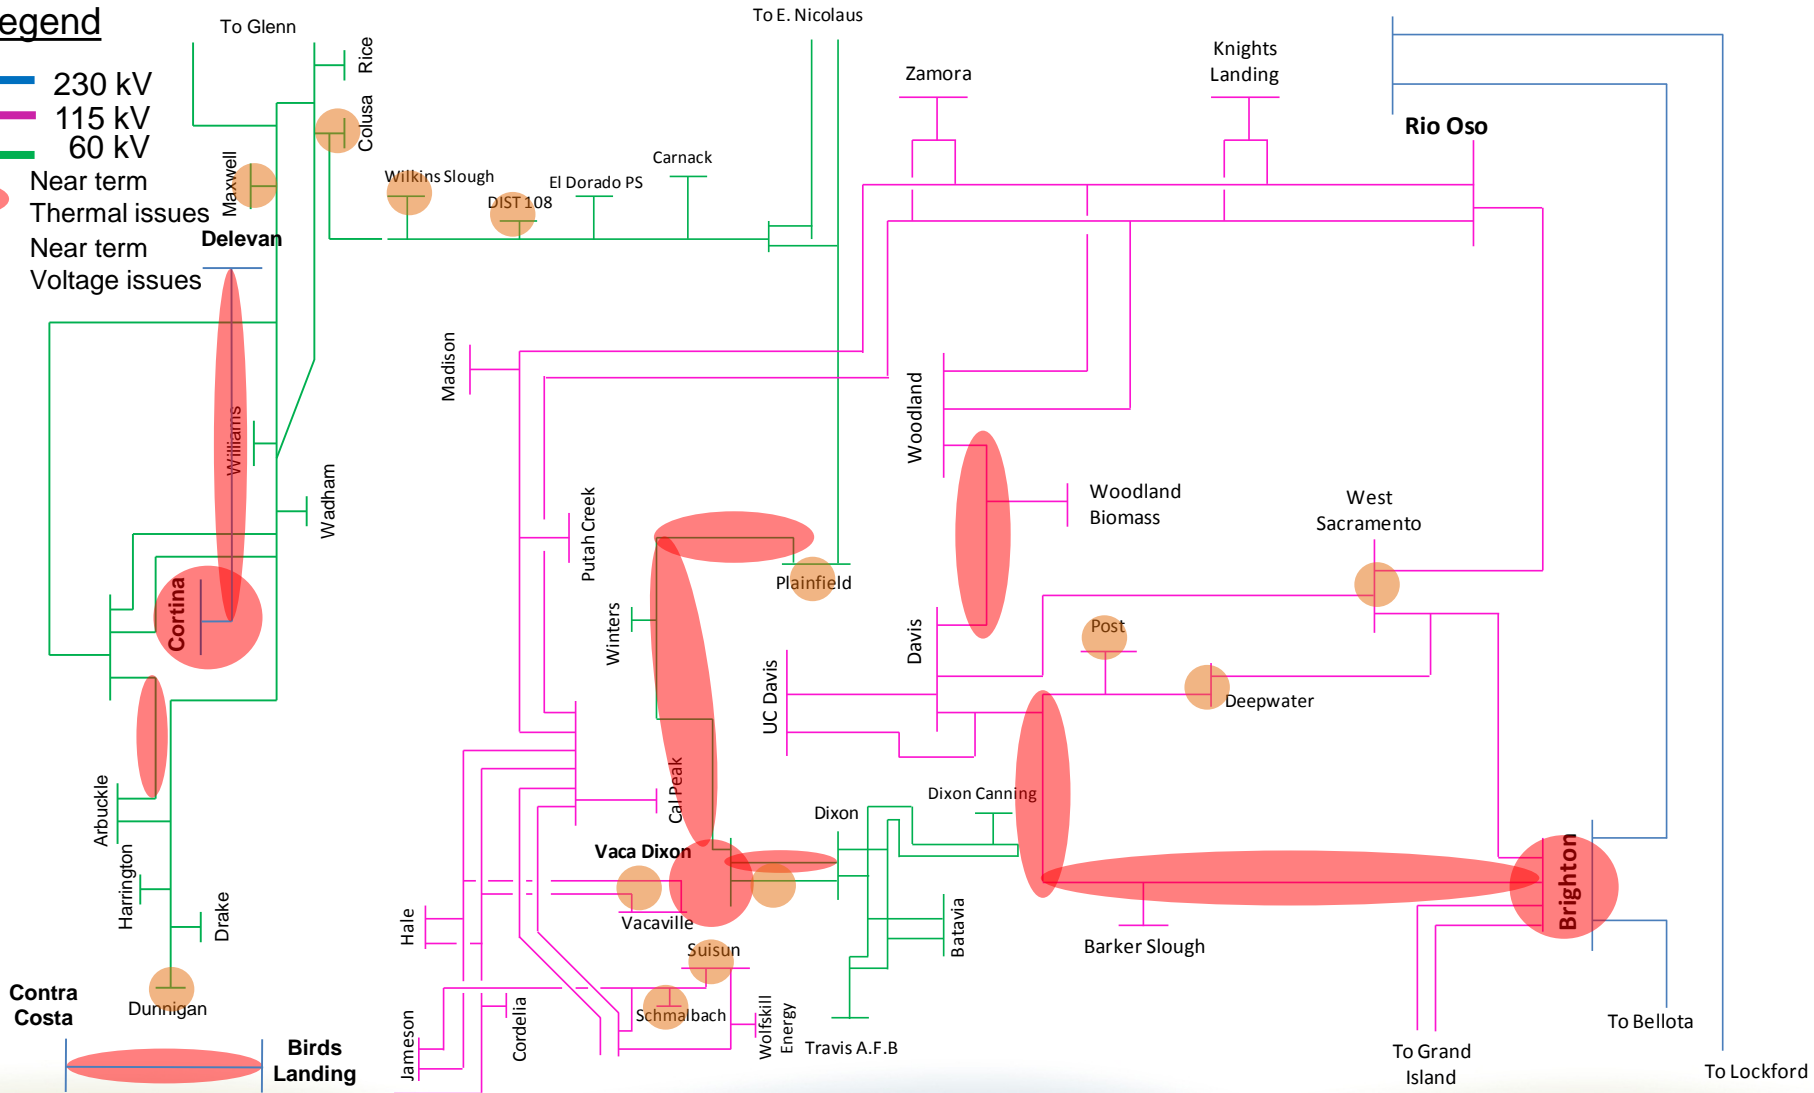 egend
230 kV
115 kV
60 kV
Near term
Thermal issues
Near term
Voltage issues
To Glenn
Rice
Colusa
Maxwell
Delevan
Wilkins Slough
DIST 108
El Dorado PS
Carnack
To E. Nicolaus
Zamora
Knights
Landing
Rio Oso
Madison
Williams
Wadham
Cortina
Putah Creek
Winters
Plainfield
Woodland
Woodland
Biomass
West
Sacramento
Davis
UC Davis
Post
Deepwater
Arbuckle
Harrington
Drake
Dunnigan
Cal Peak
Vaca Dixon
Vacaville
Dixon
Dixon Canning
Batavia
Hale
Suisun
Schmalbach
Jameson
Cordelia
Wolfskill
Energy
Travis A.F.B
Barker Slough
Brighton
To Grand
Island
To Bellota
To Lockford
Contra
Costa
Birds
Landing